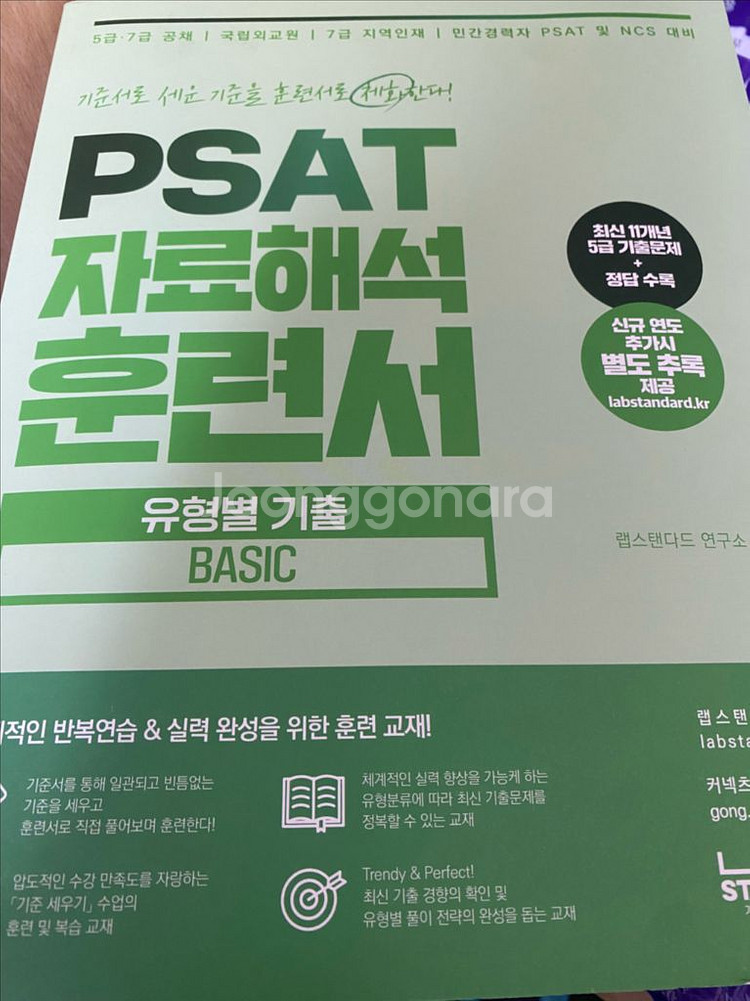 5급·7급 공채 | 국립외교원 | 7급 지역인재 | 민간경력자 PSAT 및 NCS 대비
기준서로 세운 기준을 훈련서로 체화한다!
PSAT
자료해석
훈련서
최신 11개년
5급 기출문제
+
정답 수록
신규 연도
추가시
별도 추록
제공
labstandard.kr
유형별 기출
BASIC
joonggonara
랩스탠다드 연구소
적인 반복연습 & 실력 완성을 위한 훈련 교재!
기준서를 통해 일관되고 빈틈없는
기준을 세우고
훈련서로 직접 풀어보며 훈련한다!
체계적인 실력 향상을 가능케 하는
유형분류에 따라 최신 기출문제를
정복할 수 있는 교재
압도적인 수강 만족도를 자랑하는
「기준 세우기」 수업의
훈련 및 복습 교재
Trendy & Perfect!
최신 기출 경향의 확인 및
유형별 풀이 전략의 완성을 돕는 교재
랩스탠
labsta
커넥츠
gong.
ST